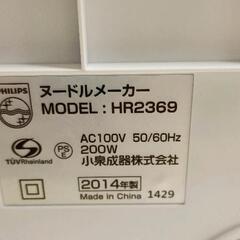 PHILIPS
ヌードルメーカー
MODEL : HR2369
TÜVRheinland
PS
E
AC100V 50/60Hz
200W
小泉成器株式会社
2014年製
Made in China 1429